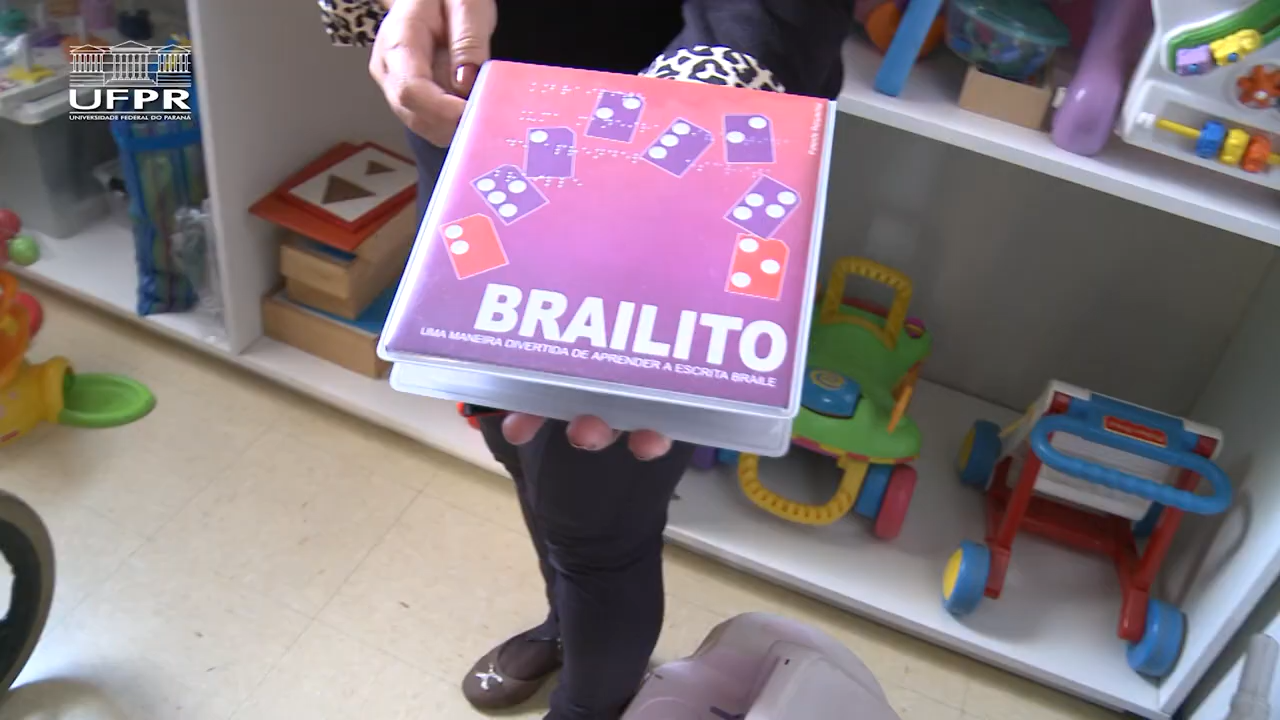 UFPR
UNIVERSIDADE FEDERAL DO PARANÁ
BRAILITO
UMA MANEIRA DIVERTIDA DE APRENDER A ESCRITA BRAILE